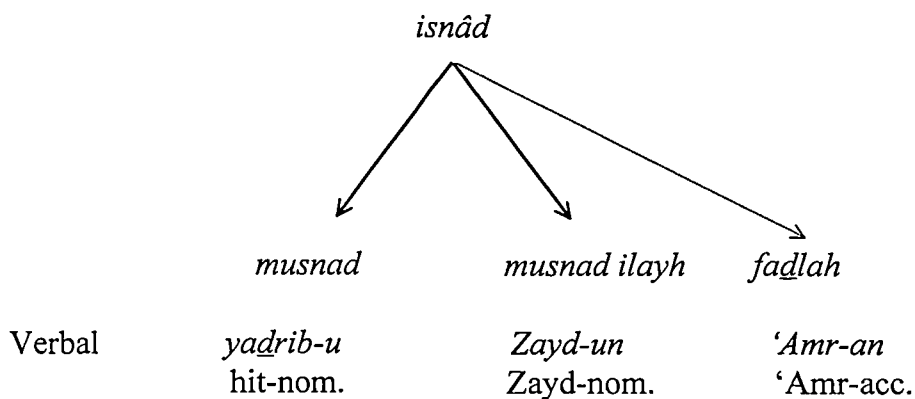 isnâd
musnad musnad ilayh faḏlah
Verbal yaḏrib-u Zayd-un ‘Amr-an
hit-nom. Zayd-nom. ‘Amr-acc.